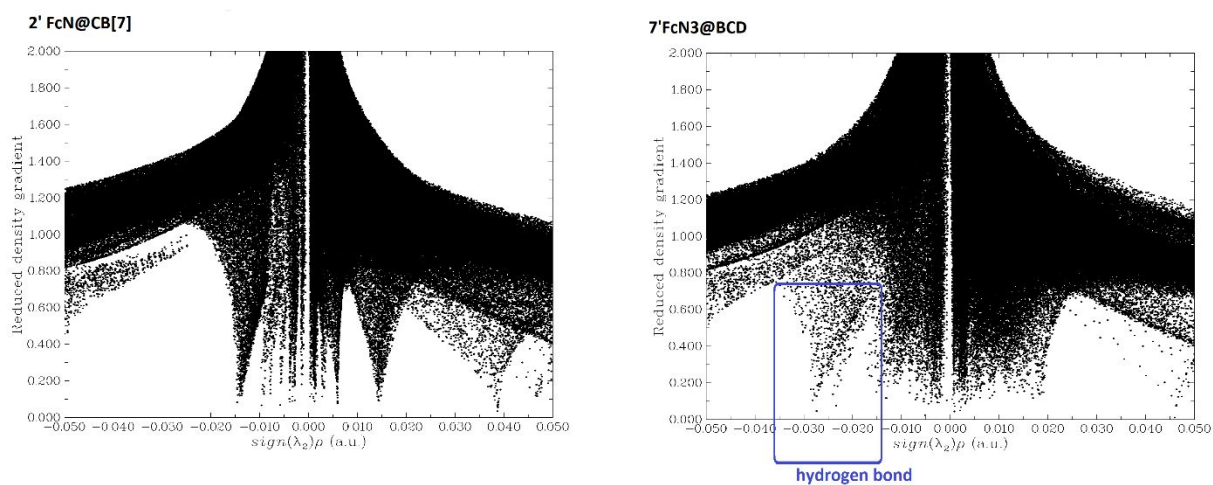 2' FcN@CB[7]
2.000
1.800
1.600
1.400
1.200
1.000
0.800
0.600
0.400
0.200
0.000
Reduced density gradient
−0.050 −0.040 −0.030 −0.020 −0.010 0.000 0.010 0.020 0.030 0.040 0.050
sign(λ₂)ρ (a.u.)
7'FcN3@BCD
2.000
1.800
1.600
1.400
1.200
1.000
0.800
0.600
0.400
0.200
0.000
Reduced density gradient
−0.050 −0.040 −0.030 −0.020 −0.010 0.000 0.010 0.020 0.030 0.040 0.050
sign(λ₂)ρ (a.u.)
hydrogen bond